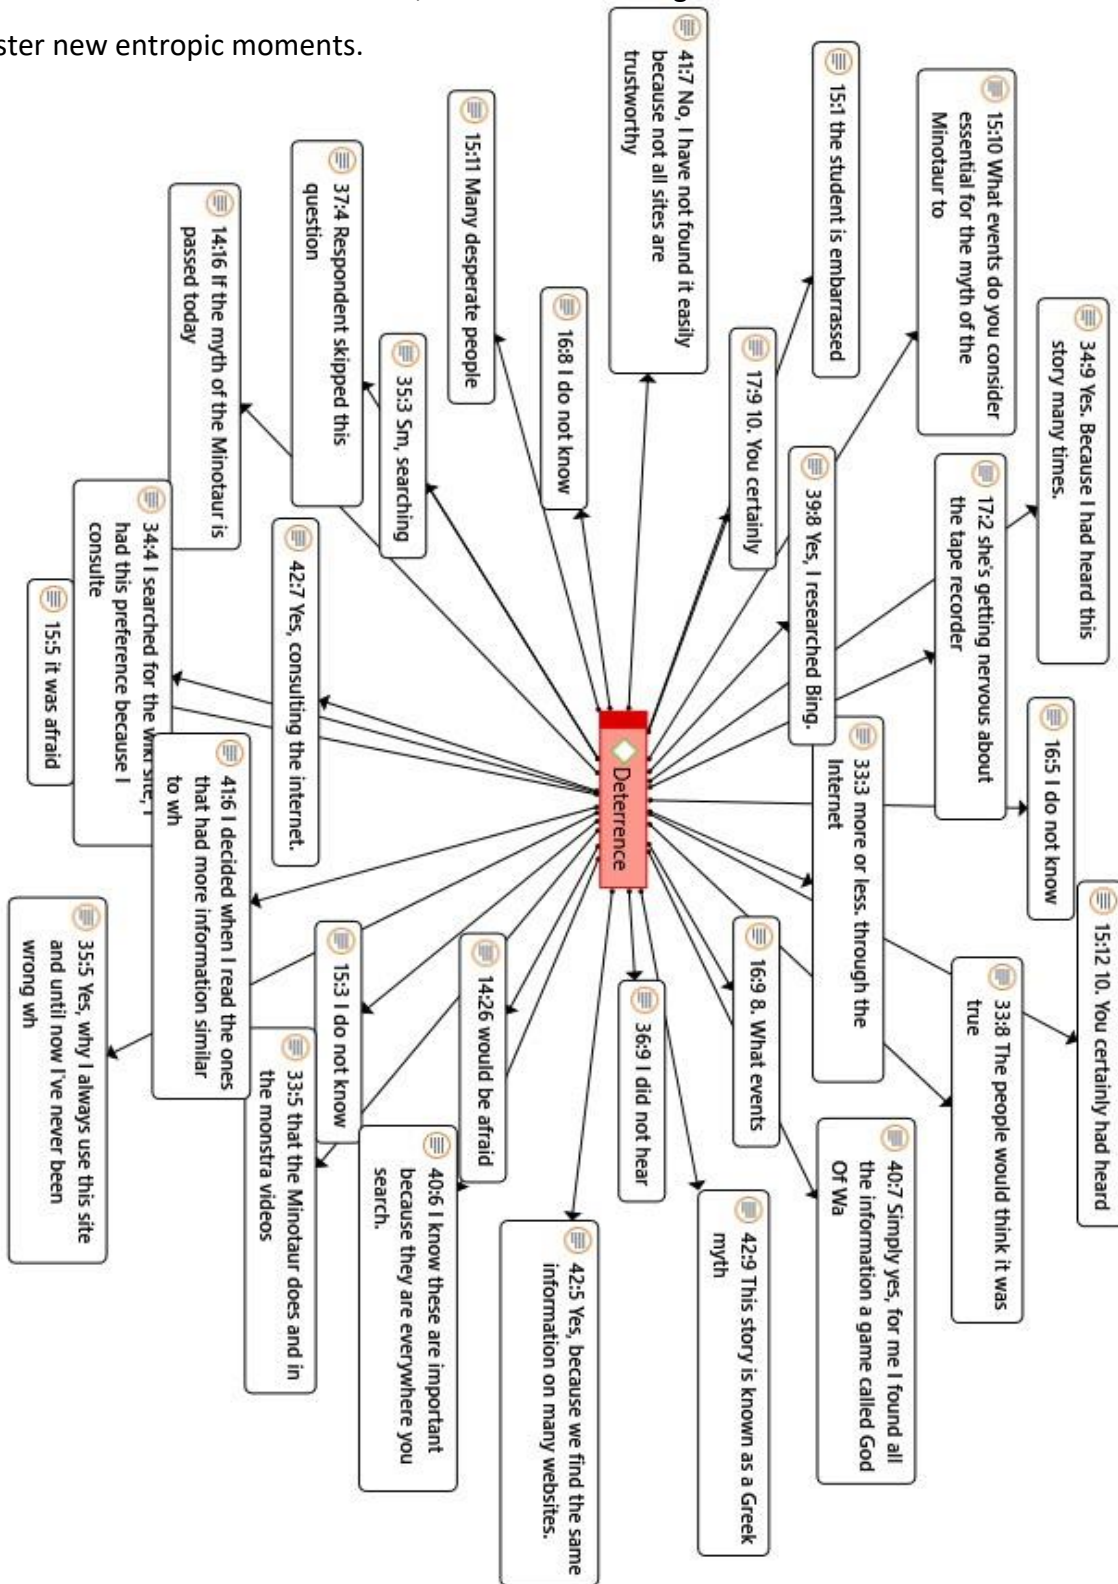 ster new entropic moments.
41:7 No, I have not found it easily
because not all sites are
trustworthy
15:1 the student is embarrassed
15:10 What events do you consider
essential for the myth of the
Minotaur to
34:9 Yes. Because I had heard this
story many times.
15:11 Many desperate people
37:4 Respondent skipped this
question
14:16 If the myth of the Minotaur is
passed today
35:3 Sm, searching
16:8 I do not know
17:9 10. You certainly
39:8 Yes, I researched Bing.
17:2 she's getting nervous about
the tape recorder
16:5 I do not know
15:12 10. You certainly had heard
34:4 I searched for the wiki site, I
had this preference because I
consulte
15:5 it was afraid
42:7 Yes, consulting the internet.
Deterrence
33:3 more or less. through the
Internet
33:8 The people would think it was
true
41:6 I decided when I read the ones
that had more information similar
to wh
35:5 Yes, why I always use this site
and until now I've never been
wrong wh
15:3 I do not know
33:5 that the Minotaur does and in
the monstra videos
14:26 would be afraid
40:6 I know these are important
because they are everywhere you
search.
36:9 I did not hear
16:9 8. What events
42:5 Yes, because we find the same
information on many websites.
42:9 This story is known as a Greek
myth
40:7 Simply yes, for me I found all
the information a game called God
Of Wa